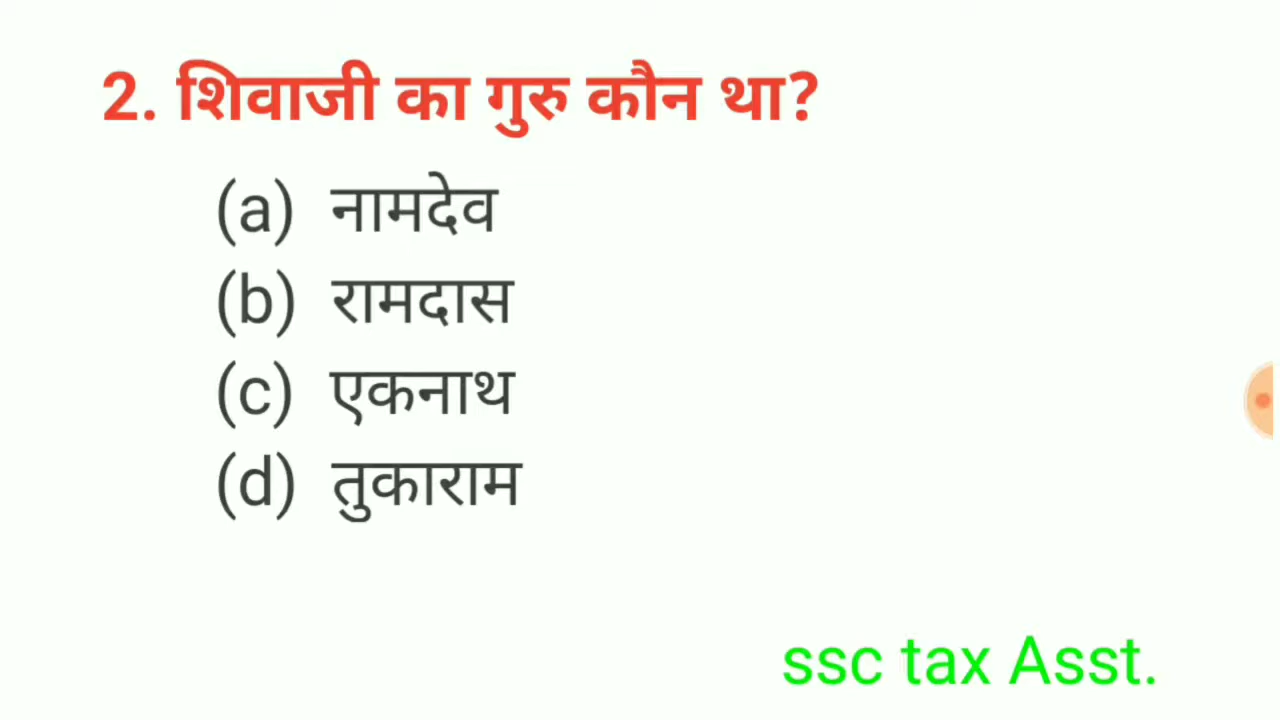 2. शिवाजी का गुरु कौन था?
(a) नामदेव
(b) रामदास
(c) एकनाथ
(d) तुकाराम
ssc tax Asst.